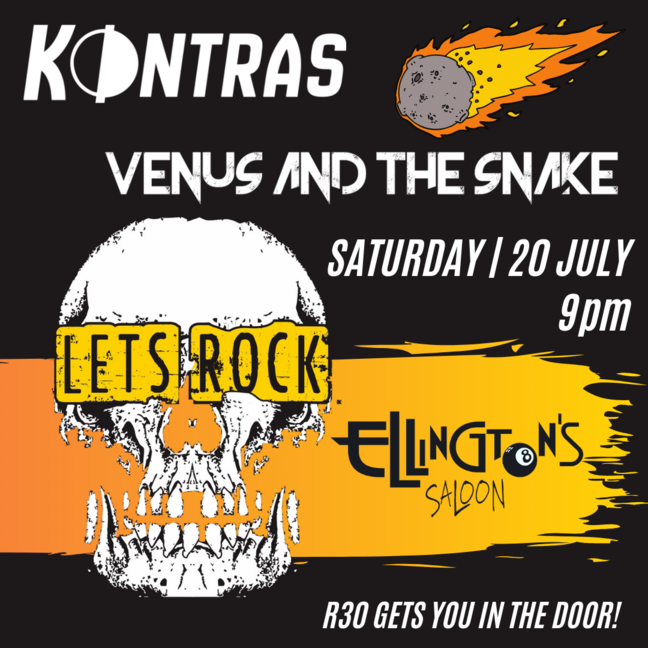 KONTRAS
VENUS AND THE SNAKE
SATURDAY | 20 JULY
9pm
LETS ROCK
ELLINGTON'S
8
SALOON
R30 GETS YOU IN THE DOOR!